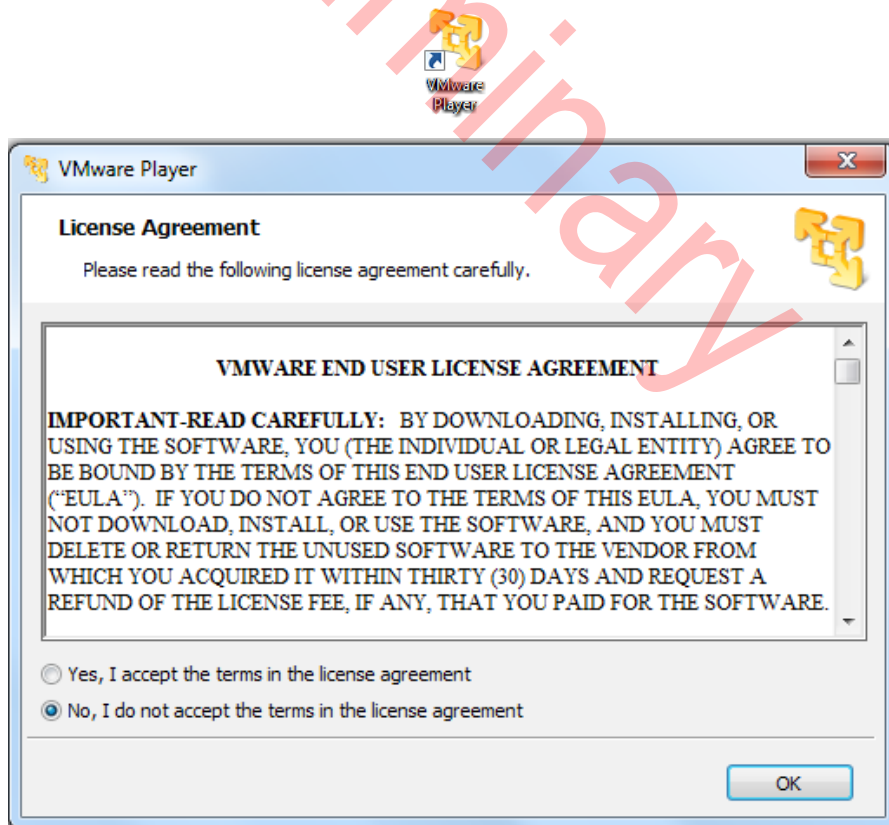 VMware
Player
VMware Player
License Agreement
Please read the following license agreement carefully.
VMWARE END USER LICENSE AGREEMENT
IMPORTANT-READ CAREFULLY: BY DOWNLOADING, INSTALLING, OR
USING THE SOFTWARE, YOU (THE INDIVIDUAL OR LEGAL ENTITY) AGREE TO
BE BOUND BY THE TERMS OF THIS END USER LICENSE AGREEMENT
(“EULA”). IF YOU DO NOT AGREE TO THE TERMS OF THIS EULA, YOU MUST
NOT DOWNLOAD, INSTALL, OR USE THE SOFTWARE, AND YOU MUST
DELETE OR RETURN THE UNUSED SOFTWARE TO THE VENDOR FROM
WHICH YOU ACQUIRED IT WITHIN THIRTY (30) DAYS AND REQUEST A
REFUND OF THE LICENSE FEE, IF ANY, THAT YOU PAID FOR THE SOFTWARE.
Yes, I accept the terms in the license agreement
No, I do not accept the terms in the license agreement
OK